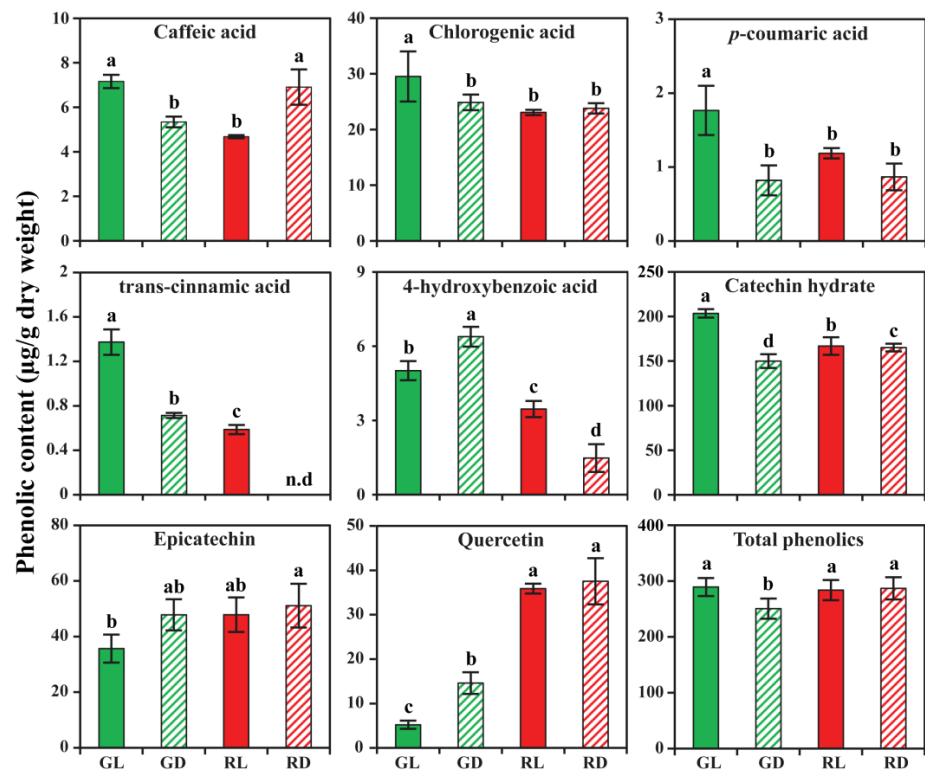 Phenolic content (µg/g dry weight)
Caffeic acid
10
8
6
4
2
0
a
b
b
a
Chlorogenic acid
40
30
20
10
0
a
b
b
b
p-coumaric acid
3
2
1
0
a
b
b
b
trans-cinnamic acid
2
1.6
1.2
0.8
0.4
0
a
b
c
n.d
4-hydroxybenzoic acid
9
6
3
0
b
a
c
d
Catechin hydrate
250
200
150
100
50
0
a
d
b
c
Epicatechin
80
60
40
20
0
b
ab
ab
a
GL GD RL RD
Quercetin
50
40
30
20
10
0
c
b
a
a
GL GD RL RD
Total phenolics
400
300
200
100
0
a
b
a
a
GL GD RL RD